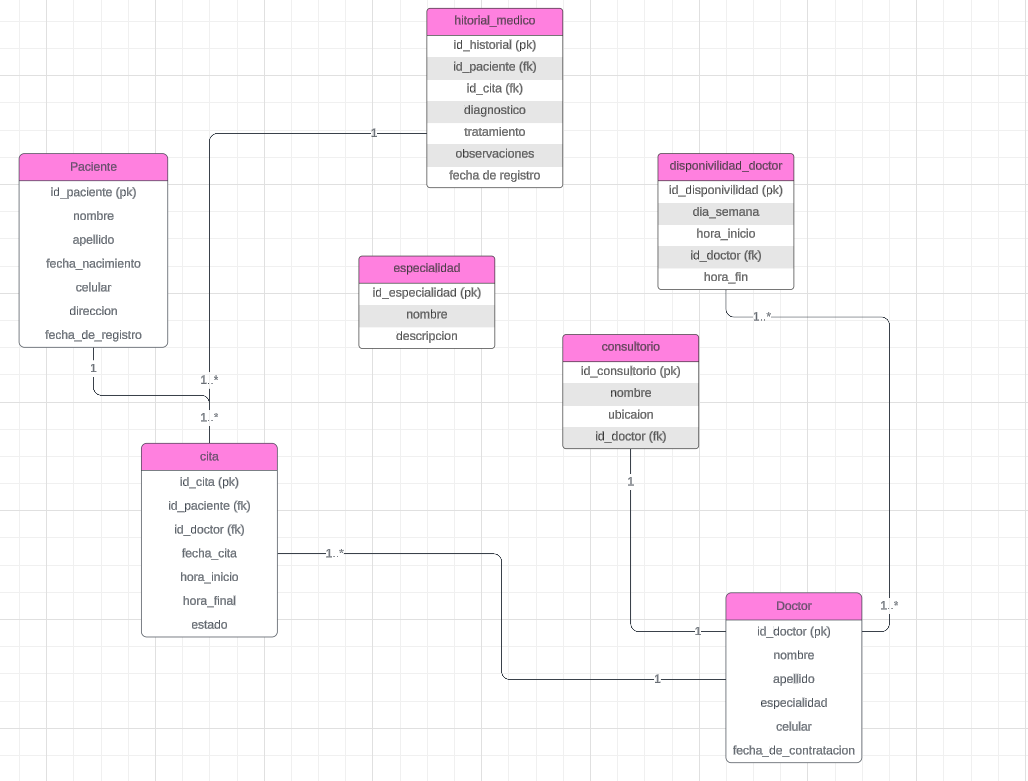 hitorial_medico
id_historial (pk)
id_paciente (fk)
id_cita (fk)
diagnostico
tratamiento
observaciones
fecha de registro
1
1..*
Paciente
id_paciente (pk)
nombre
apellido
fecha_nacimiento
celular
direccion
fecha_de_registro
1
1..*
disponivilidad_doctor
id_disponivilidad (pk)
dia_semana
hora_inicio
id_doctor (fk)
hora_fin
1..*
1..*
especialidad
id_especialidad (pk)
nombre
descripcion
consultorio
id_consultorio (pk)
nombre
ubicaion
id_doctor (fk)
1
1
cita
id_cita (pk)
id_paciente (fk)
id_doctor (fk)
fecha_cita
hora_inicio
hora_final
estado
1..*
1
Doctor
id_doctor (pk)
nombre
apellido
especialidad
celular
fecha_de_contratacion